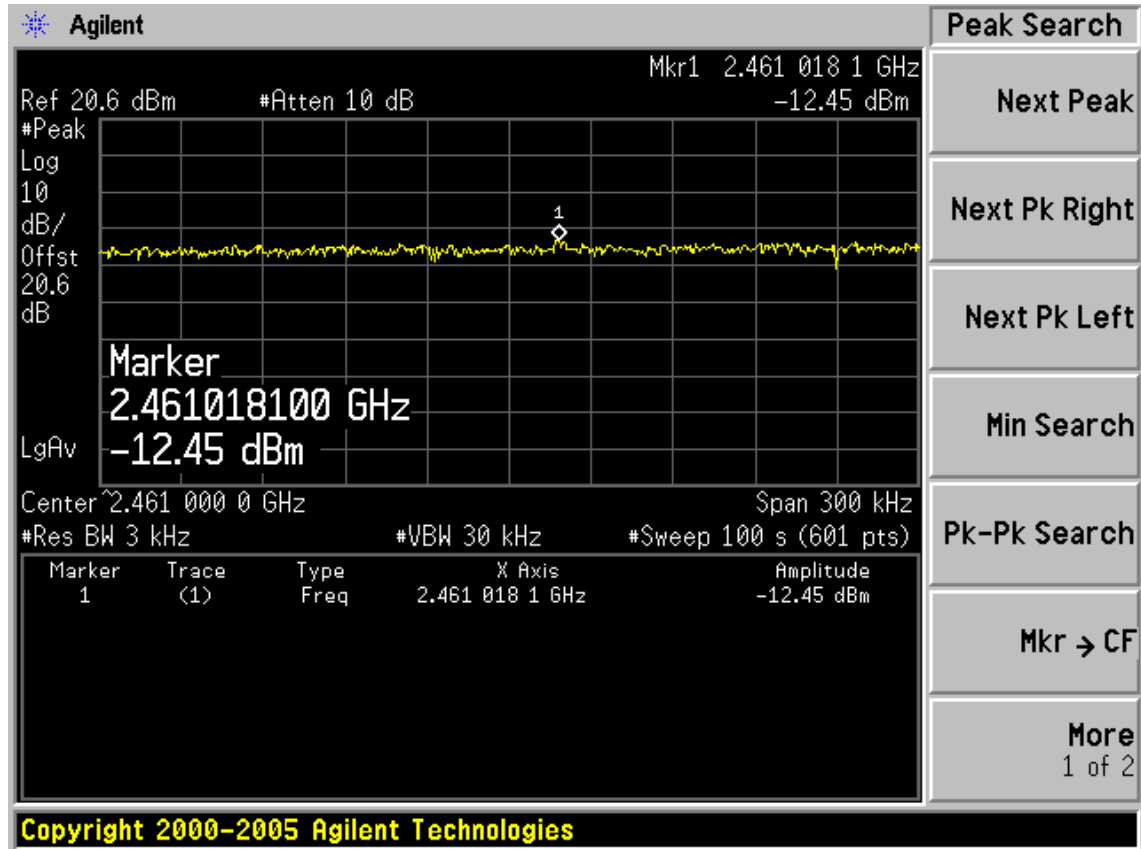 Agilent
Peak Search
Mkr1 2.461 018 1 GHz
Ref 20.6 dBm #Atten 10 dB -12.45 dBm
#Peak
Log
10
dB/
Offst
20.6
dB
LgAv
1
Marker
2.461018100 GHz
-12.45 dBm
Center ^2.461 000 0 GHz Span 300 kHz
#Res BW 3 kHz #VBW 30 kHz #Sweep 100 s (601 pts)
Marker Trace Type X Axis Amplitude
1 (1) Freq 2.461 018 1 GHz -12.45 dBm
Next Peak
Next Pk Right
Next Pk Left
Min Search
Pk-Pk Search
Mkr → CF
More
1 of 2
Copyright 2000-2005 Agilent Technologies